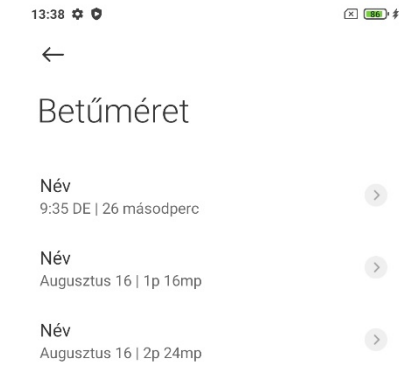 13:38 86
Betűméret
Név
9:35 DE | 26 másodperc
Név
Augusztus 16 | 1p 16mp
Név
Augusztus 16 | 2p 24mp